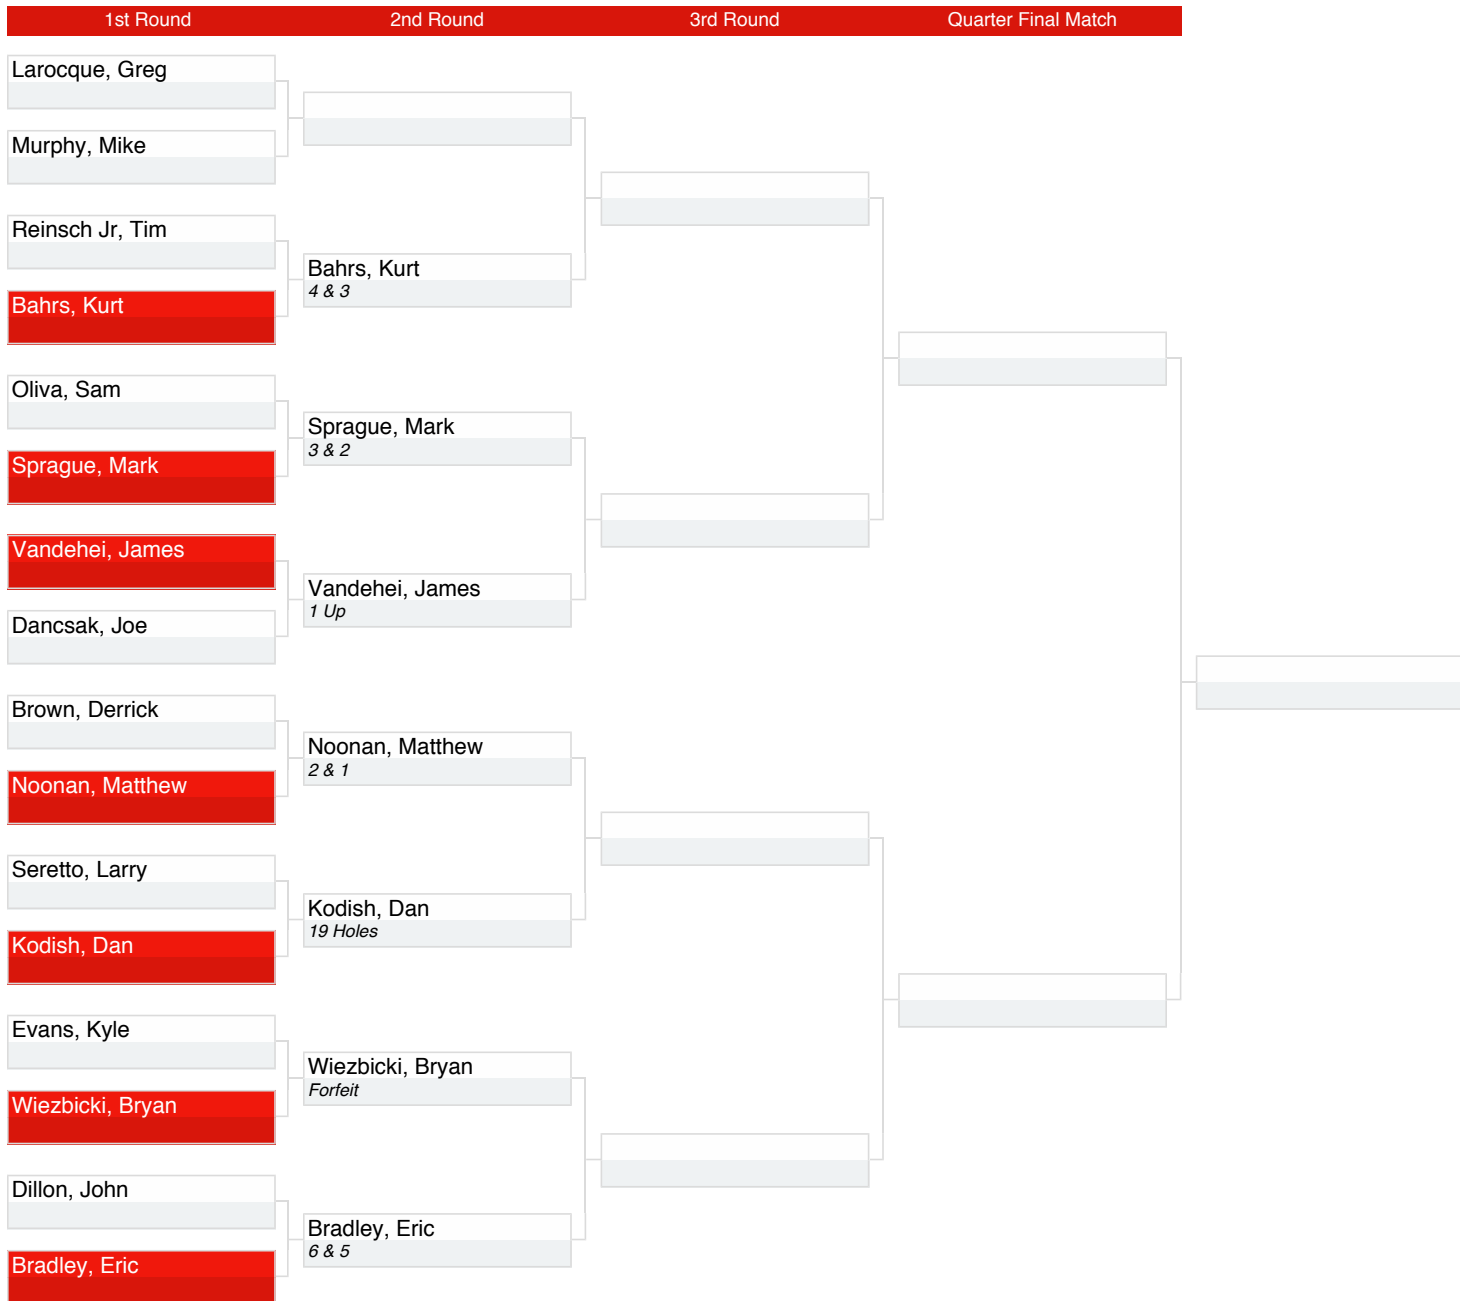 1st Round
2nd Round
3rd Round
Quarter Final Match
Larocque, Greg
Murphy, Mike
Reinsch Jr, Tim
Bahrs, Kurt
Oliva, Sam
Sprague, Mark
Vandehei, James
Dancsak, Joe
Brown, Derrick
Noonan, Matthew
Seretto, Larry
Kodish, Dan
Evans, Kyle
Wiezbicki, Bryan
Dillon, John
Bradley, Eric
Bahrs, Kurt
4 & 3
Sprague, Mark
3 & 2
Vandehei, James
1 Up
Noonan, Matthew
2 & 1
Kodish, Dan
19 Holes
Wiezbicki, Bryan
Forfeit
Bradley, Eric
6 & 5